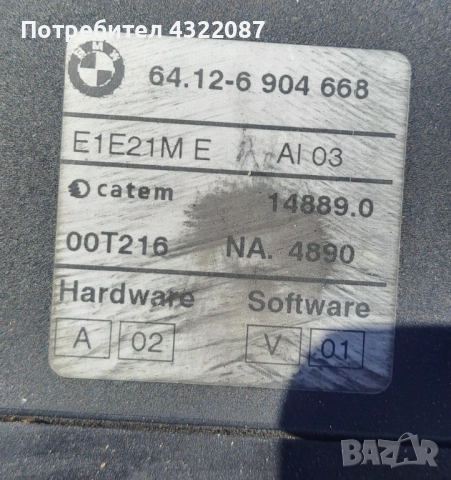 Потребител 4322087
BMW
64.12-6 904 668
E1E21M E AI 03
catem 14889.0
00T216 NA. 4890
Hardware Software
A 02 V 01
BAZAR